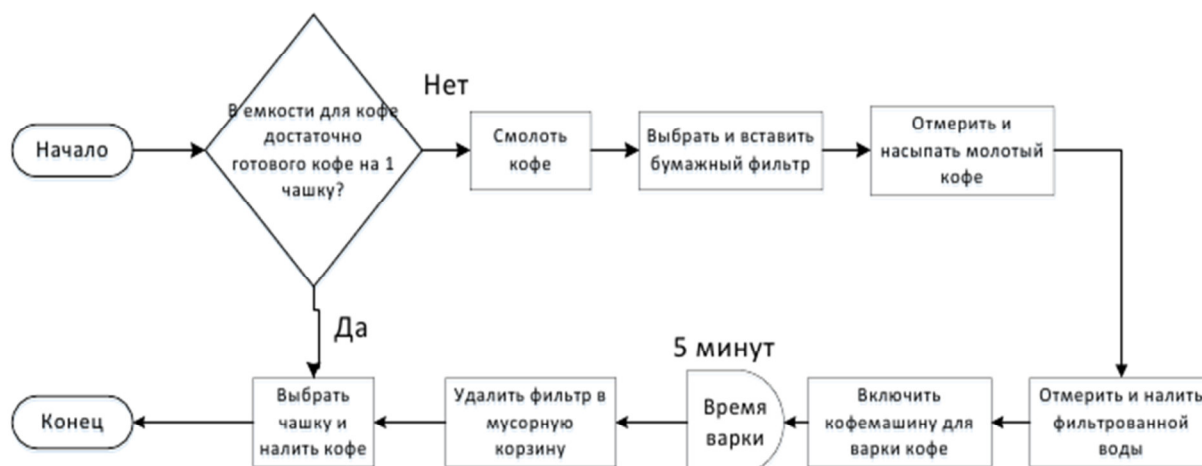 Начало
В емкости для кофе
достаточно
готового кофе на 1
чашку?
Нет
Смолоть
кофе
Выбрать и вставить
бумажный фильтр
Отмерить и
насыпать молотый
кофе
Да
5 минут
Конец
Выбрать
чашку и
налить кофе
Удалить фильтр в
мусорную
корзину
Время
варки
Включить
кофемашину для
варки кофе
Отмерить и налить
фильтрованной
воды